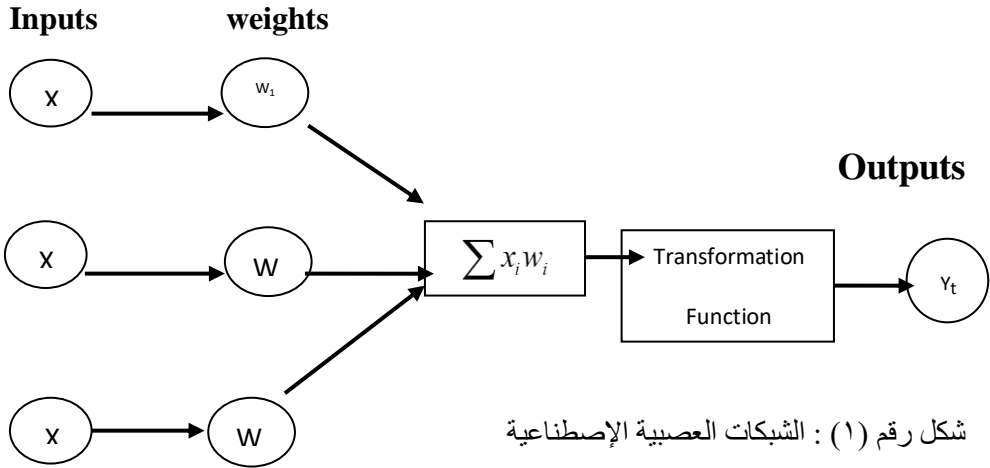 Inputs weights
X W₁
Outputs
X W ∑ xᵢwᵢ Transformation
Function Yₜ
X W
شكل رقم (١) : الشبكات العصبية الإصطناعية